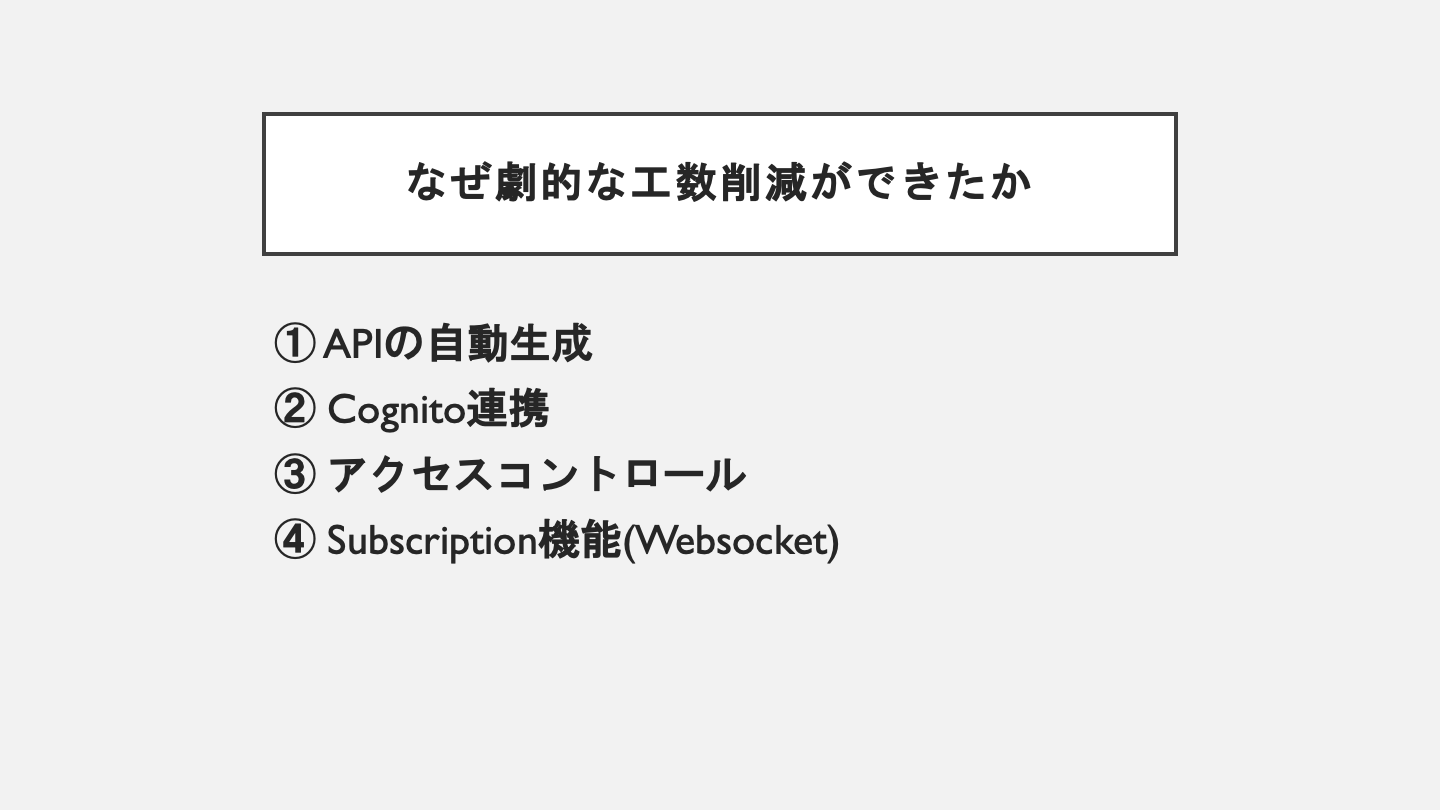 なぜ劇的な工数削減ができたか
① APIの自動生成
② Cognito連携
③ アクセスコントロール
④ Subscription機能(Websocket)